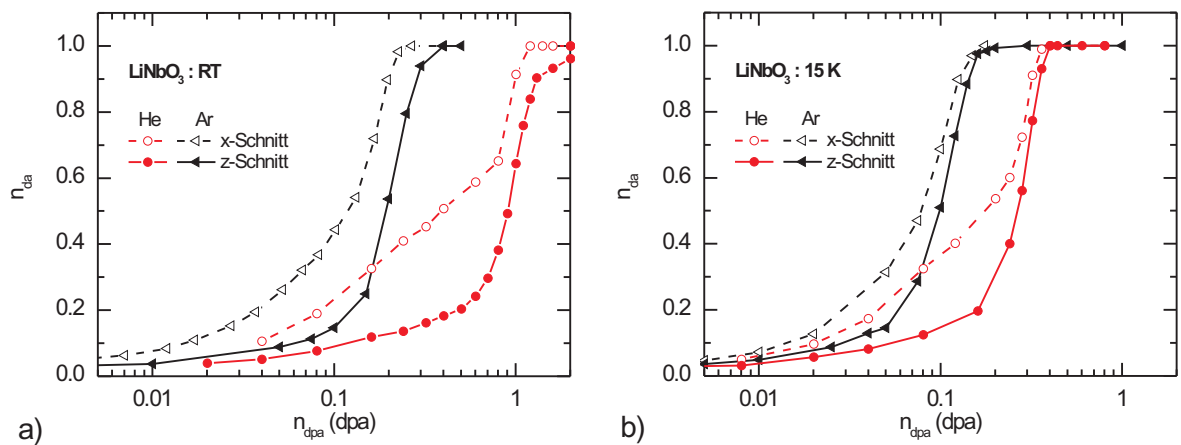 1.0
0.8
0.6
0.4
0.2
0.0
n_da
LiNbO₃ : RT
He Ar
x-Schnitt
z-Schnitt
0.01 0.1 1
n_dpa (dpa)
a)
1.0
0.8
0.6
0.4
0.2
0.0
n_da
LiNbO₃ : 15 K
He Ar
x-Schnitt
z-Schnitt
0.01 0.1 1
n_dpa (dpa)
b)